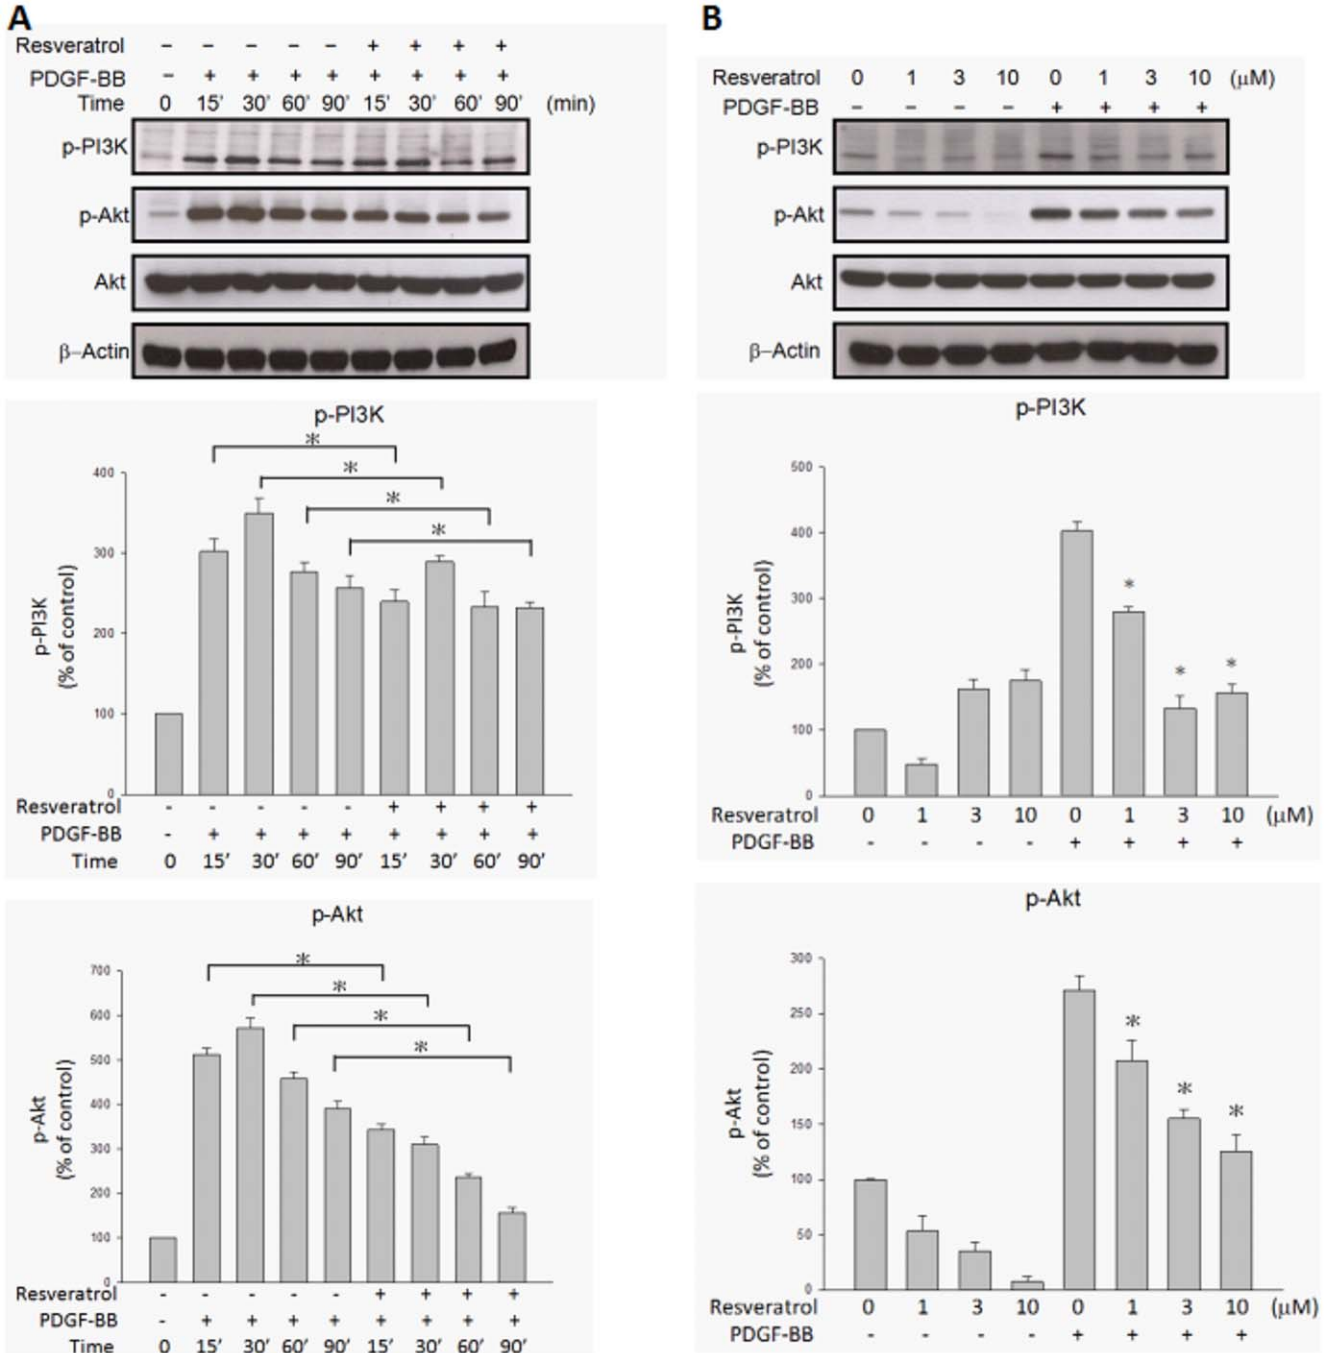 A
Resveratrol − − − − − + + + +
PDGF-BB − + + + + + + + +
Time 0 15' 30' 60' 90' 15' 30' 60' 90' (min)
p-PI3K
p-Akt
Akt
β−Actin
p-PI3K
* 
*
*
*
400
300
200
100
0
p-PI3K
(% of control)
Resveratrol - - - - - + + + +
PDGF-BB - + + + + + + + +
Time 0 15' 30' 60' 90' 15' 30' 60' 90'
p-Akt
*
*
*
*
700
600
500
400
300
200
100
0
p-Akt
(% of control)
Resveratrol - - - - - + + + +
PDGF-BB - + + + + + + + +
Time 0 15' 30' 60' 90' 15' 30' 60' 90'
B
Resveratrol 0 1 3 10 0 1 3 10 (μM)
PDGF-BB − − − − + + + +
p-PI3K
p-Akt
Akt
β−Actin
p-PI3K
500
400
300
200
100
0
p-PI3K
(% of control)
*
*
*
Resveratrol 0 1 3 10 0 1 3 10 (μM)
PDGF-BB - - - - + + + +
p-Akt
300
250
200
150
100
50
0
p-Akt
(% of control)
*
*
*
Resveratrol 0 1 3 10 0 1 3 10 (μM)
PDGF-BB - - - - + + + +